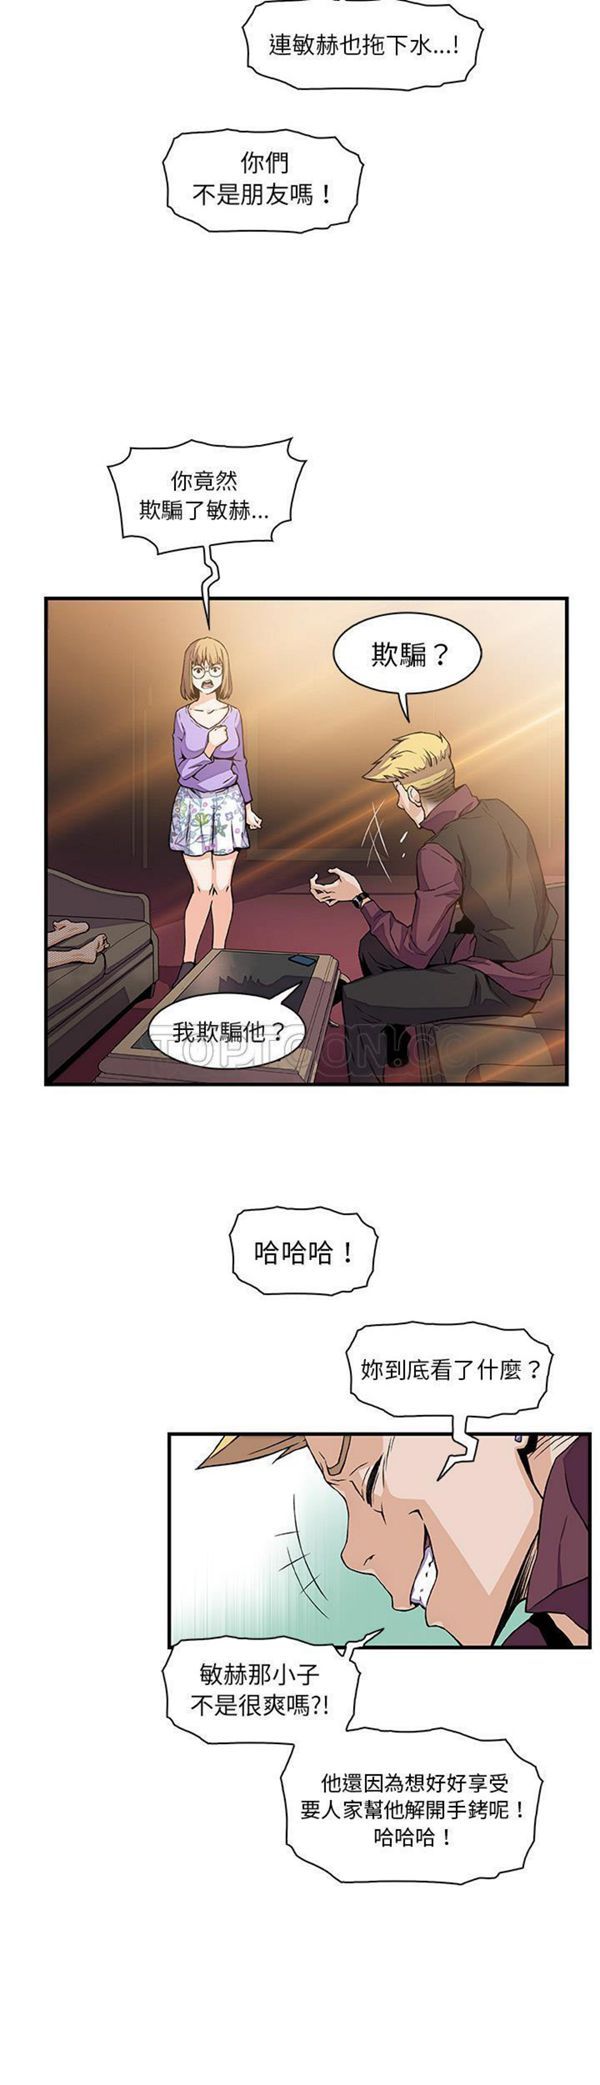 連敏赫也拖下水...!
你們
不是朋友嗎！
你竟然
欺騙了敏赫...
欺騙？
我欺騙他？
TOPTOON.CC
哈哈哈！
妳到底看了什麼？
敏赫那小子
不是很爽嗎?!
他還因為想好好享受
要人家幫他解開手銬呢！
哈哈哈！